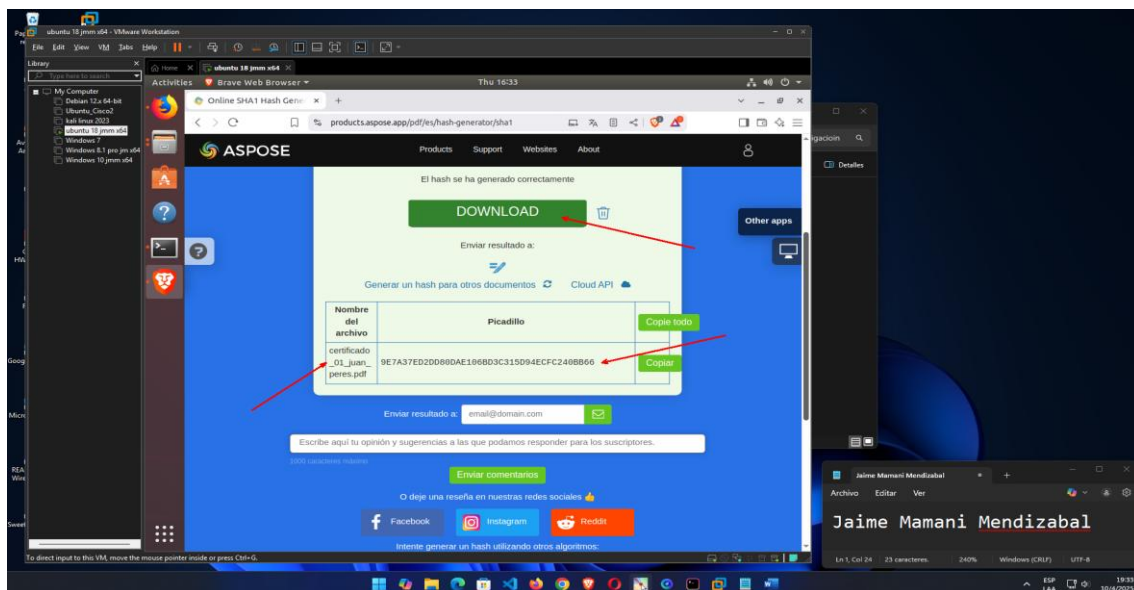 ubuntu 18 jmm x64 - VMware Workstation
File Edit View VM Tabs Help
Library
Type here to search
My Computer
Debian 12.x 64-bit
Ubuntu_Cisco2
kali linux 2023
ubuntu 18 jmm x64
Windows 7
Windows 8.1 pro jm x64
Windows 10 jmm x64
Home
ubuntu 18 jmm x64
Activities
Brave Web Browser
Thu 16:33
Online SHA1 Hash Gene
products.aspose.app/pdf/es/hash-generator/sha1
ASPOSE
Products Support Websites About
El hash se ha generado correctamente
DOWNLOAD
Other apps
Enviar resultado a:
Generar un hash para otros documentos
Cloud API
Nombre del archivo
Picadillo
Copie todo
certificado
_01_juan_
peres.pdf
9E7A37ED2DD80DAE106BD3C315D94ECFC240BB66
Copiar
Enviar resultado a:
email@domain.com
Escribe aquí tu opinión y sugerencias a las que podamos responder para los suscriptores.
1000 caracteres máximo
Enviar comentarios
O deje una reseña en nuestras redes sociales
Facebook
Instagram
Reddit
Intente generar un hash utilizando otros algoritmos:
To direct input to this VM, move the mouse pointer inside or press Ctrl+G.
Detalles
Jaime Mamani Mendizabal
Archivo Editar Ver
Jaime Mamani Mendizabal
Ln 1, Col 24
23 caracteres.
240%
Windows (CRLF)
UTF-8
ESP
LAA
19:33
10/4/2025